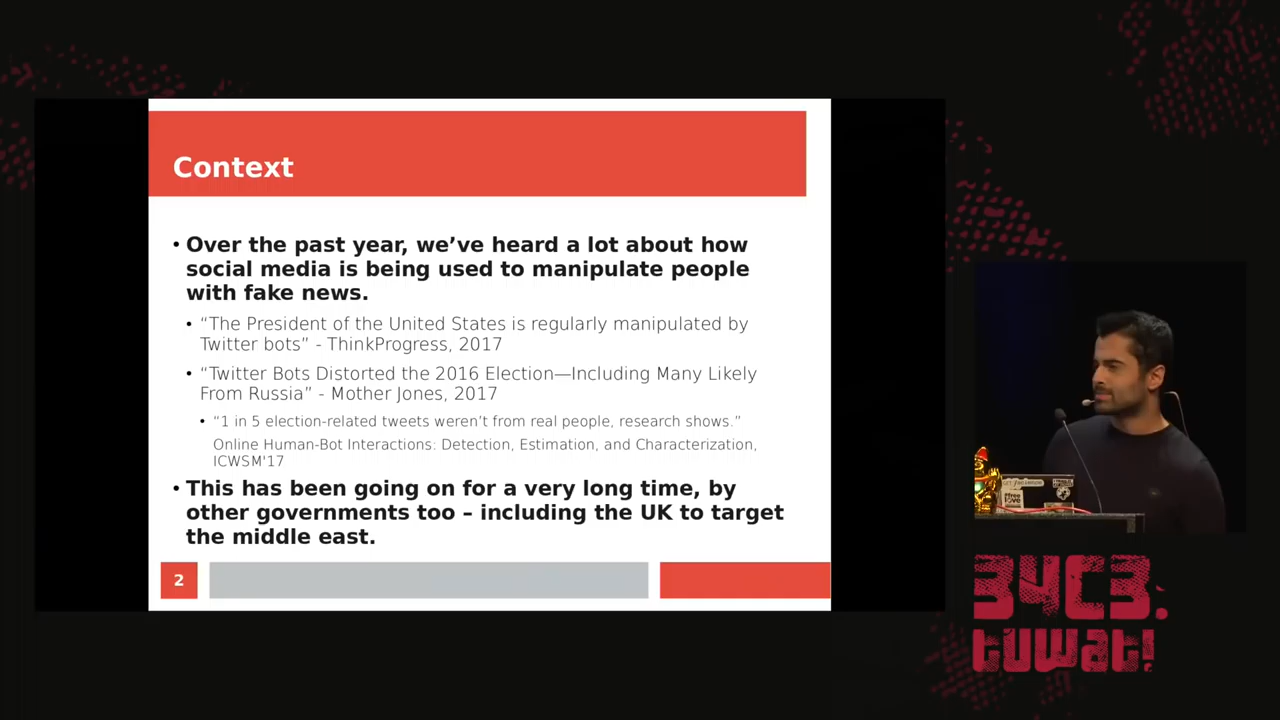 Context
• Over the past year, we’ve heard a lot about how
social media is being used to manipulate people
with fake news.
• “The President of the United States is regularly manipulated by
Twitter bots” - ThinkProgress, 2017
• “Twitter Bots Distorted the 2016 Election—Including Many Likely
From Russia” - Mother Jones, 2017
• “1 in 5 election-related tweets weren’t from real people, research shows.”
Online Human-Bot Interactions: Detection, Estimation, and Characterization,
ICWSM'17
• This has been going on for a very long time, by
other governments too – including the UK to target
the middle east.
2
#free
love
34C3.
tuwat!